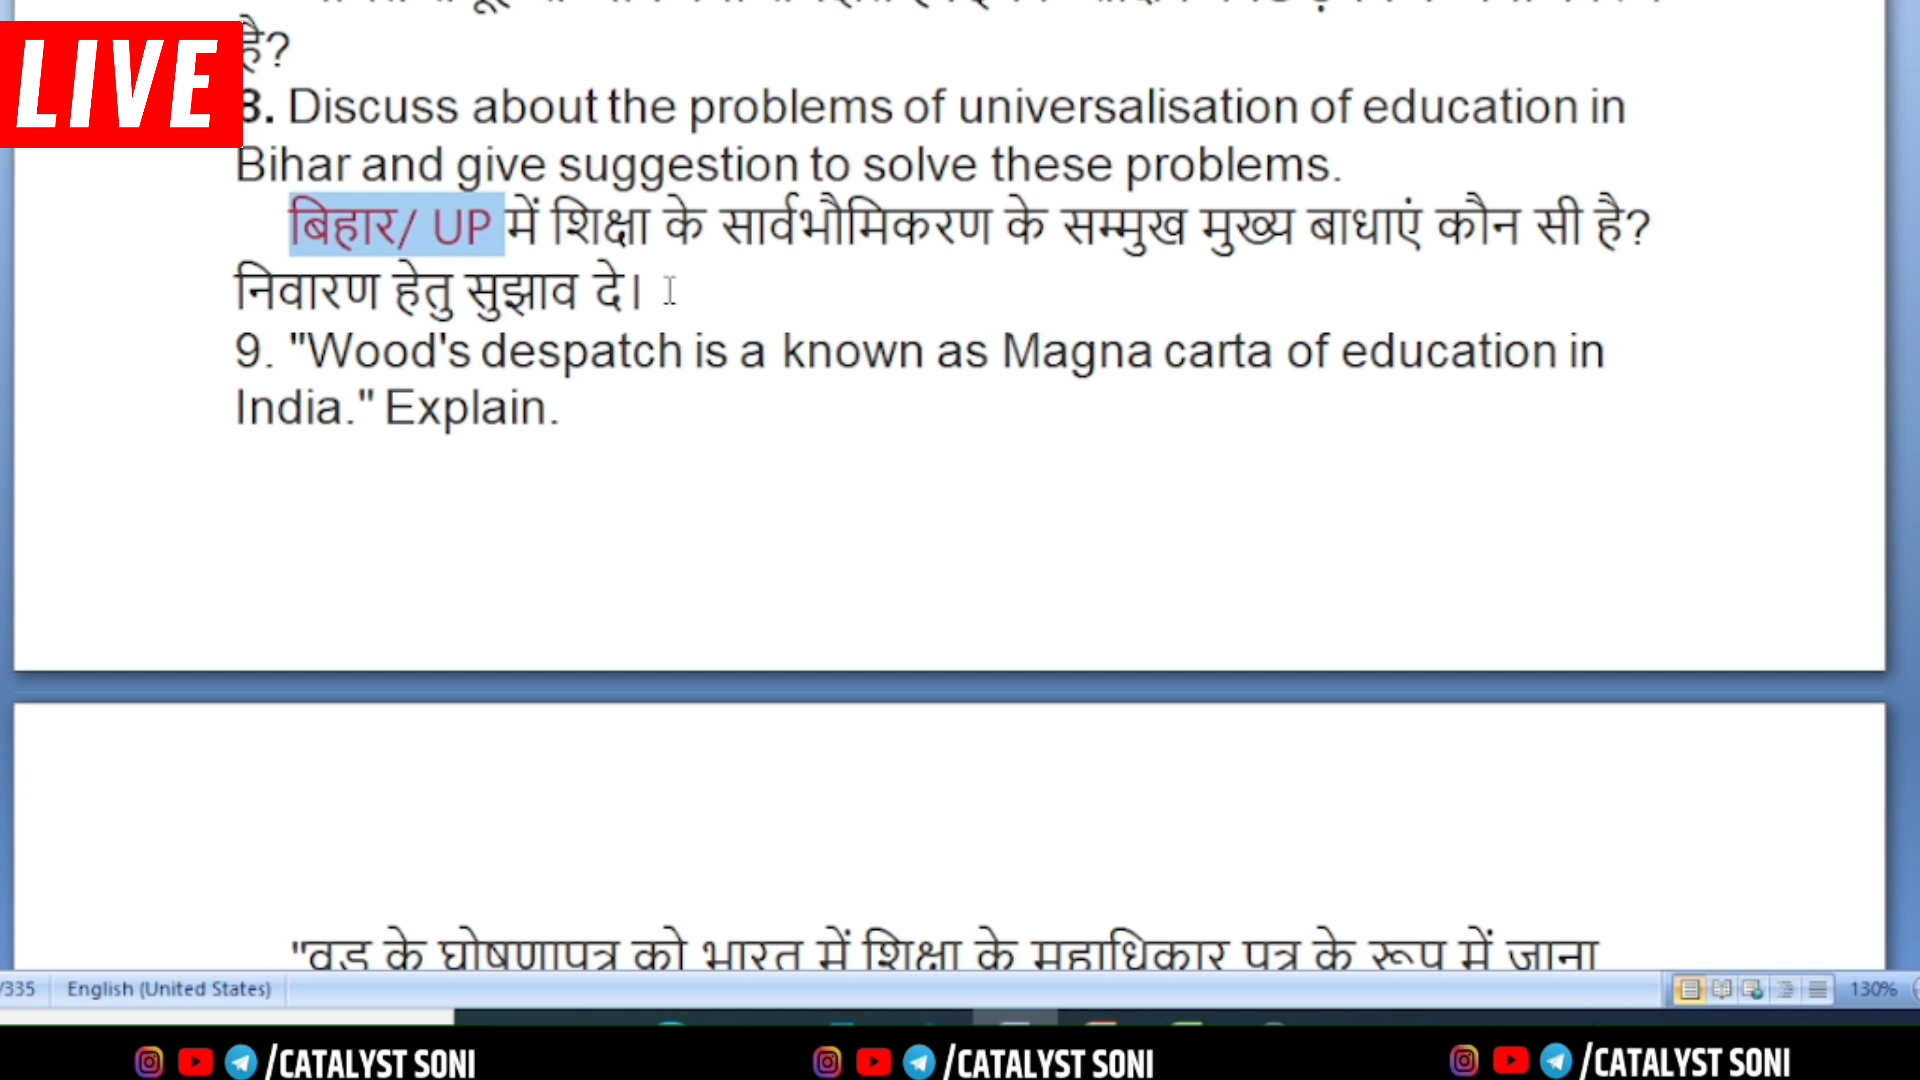 है?
LIVE
8. Discuss about the problems of universalisation of education in
Bihar and give suggestion to solve these problems.
बिहार/ UP में शिक्षा के सार्वभौमिकरण के सम्मुख मुख्य बाधाएं कौन सी है?
निवारण हेतु सुझाव दे।
9. "Wood's despatch is a known as Magna carta of education in
India." Explain.
"वुड के घोषणापत्र को भारत में शिक्षा के महाधिकार पत्र के रूप में जाना
/335 English (United States) 130%
/CATALYST SONI /CATALYST SONI /CATALYST SONI